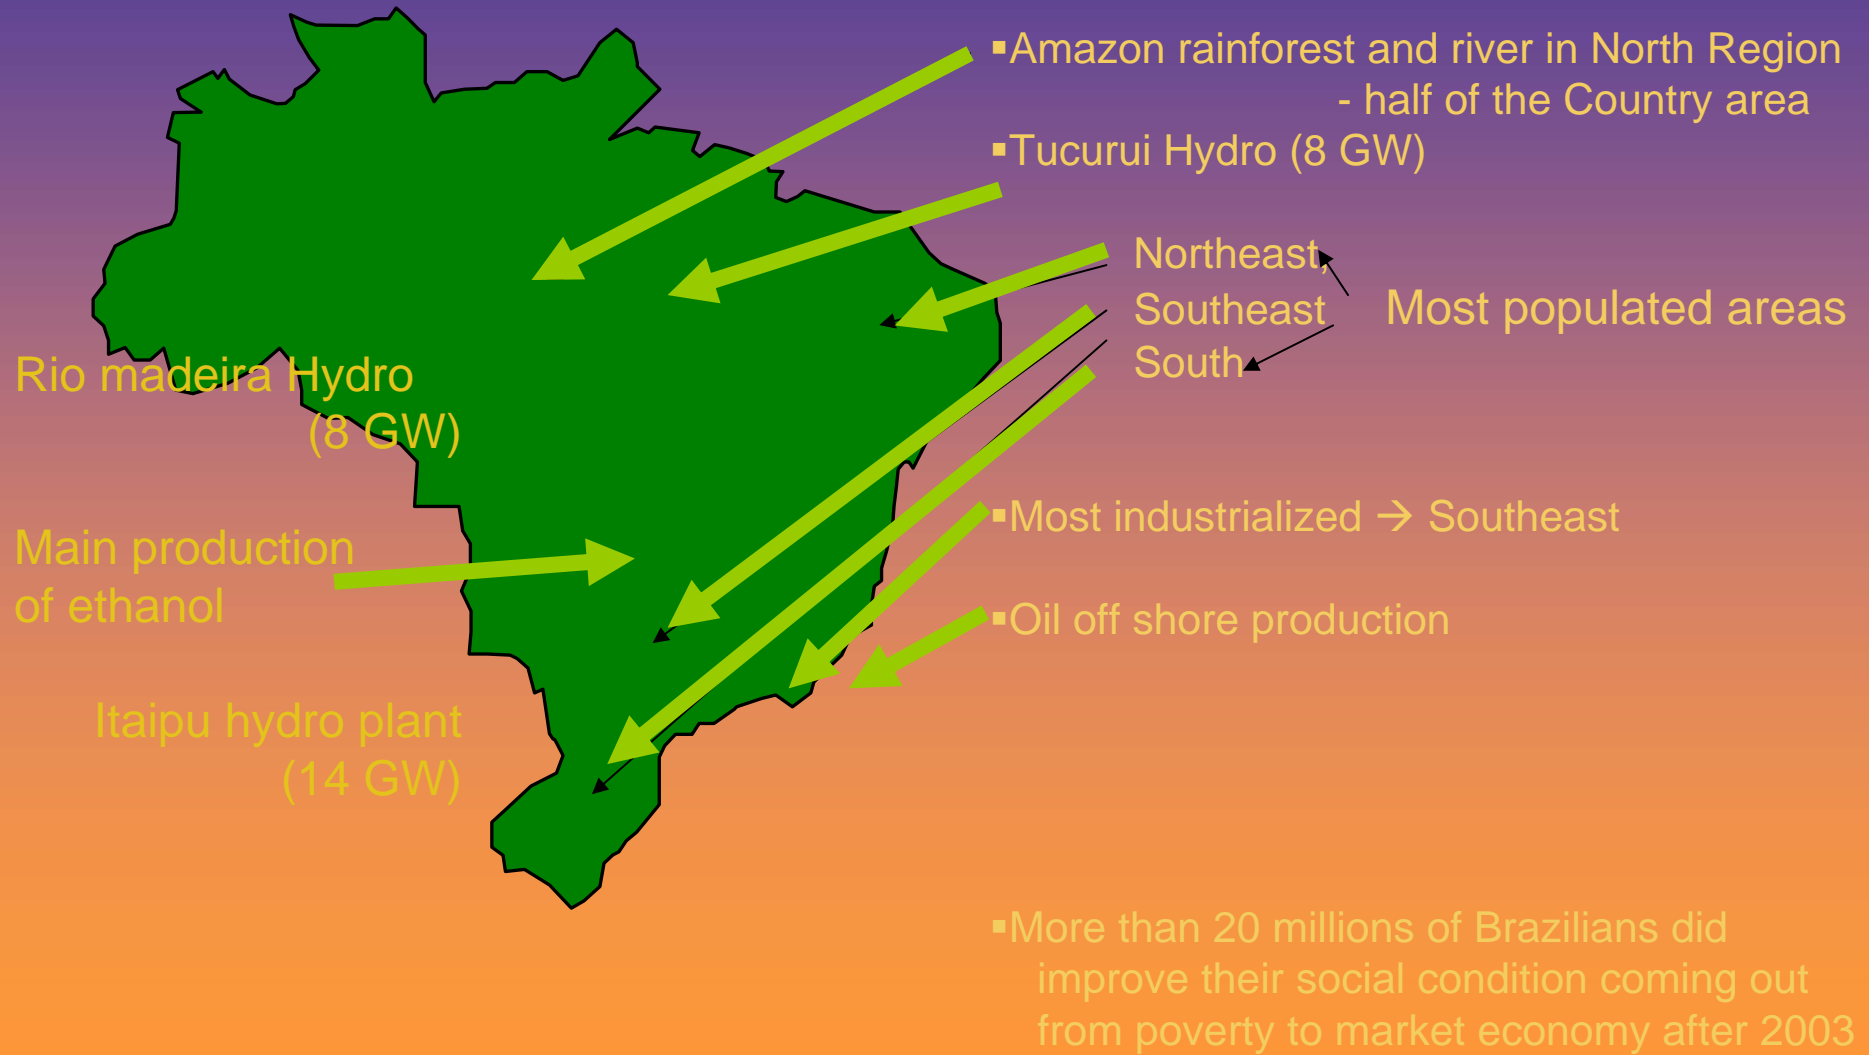 ▪Amazon rainforest and river in North Region
- half of the Country area
▪Tucurui Hydro (8 GW)
Northeast,
Southeast
South
Most populated areas
Rio madeira Hydro
(8 GW)
Main production
of ethanol
Itaipu hydro plant
(14 GW)
▪Most industrialized → Southeast
▪Oil off shore production
▪More than 20 millions of Brazilians did
improve their social condition coming out
from poverty to market economy after 2003